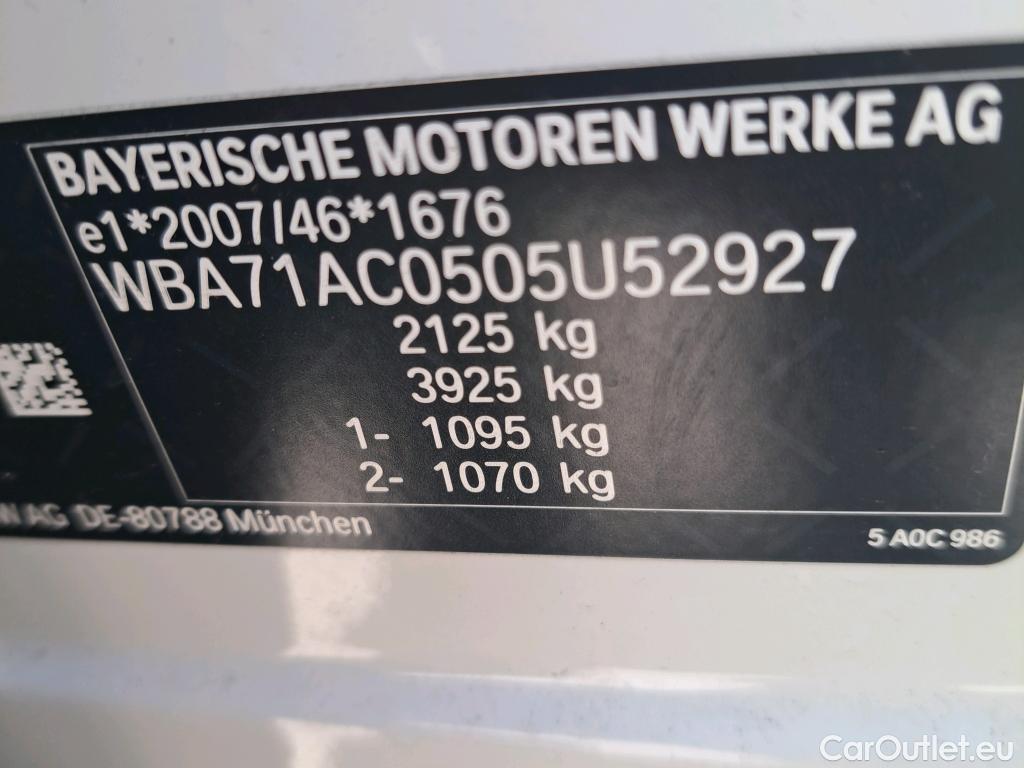 BAYERISCHE MOTOREN WERKE AG
e1*2007/46*1676
WBA71AC0505U52927
2125 kg
3925 kg
1- 1095 kg
2- 1070 kg
W AG DE-80788 München
5 A0C 986
CarOutlet.eu